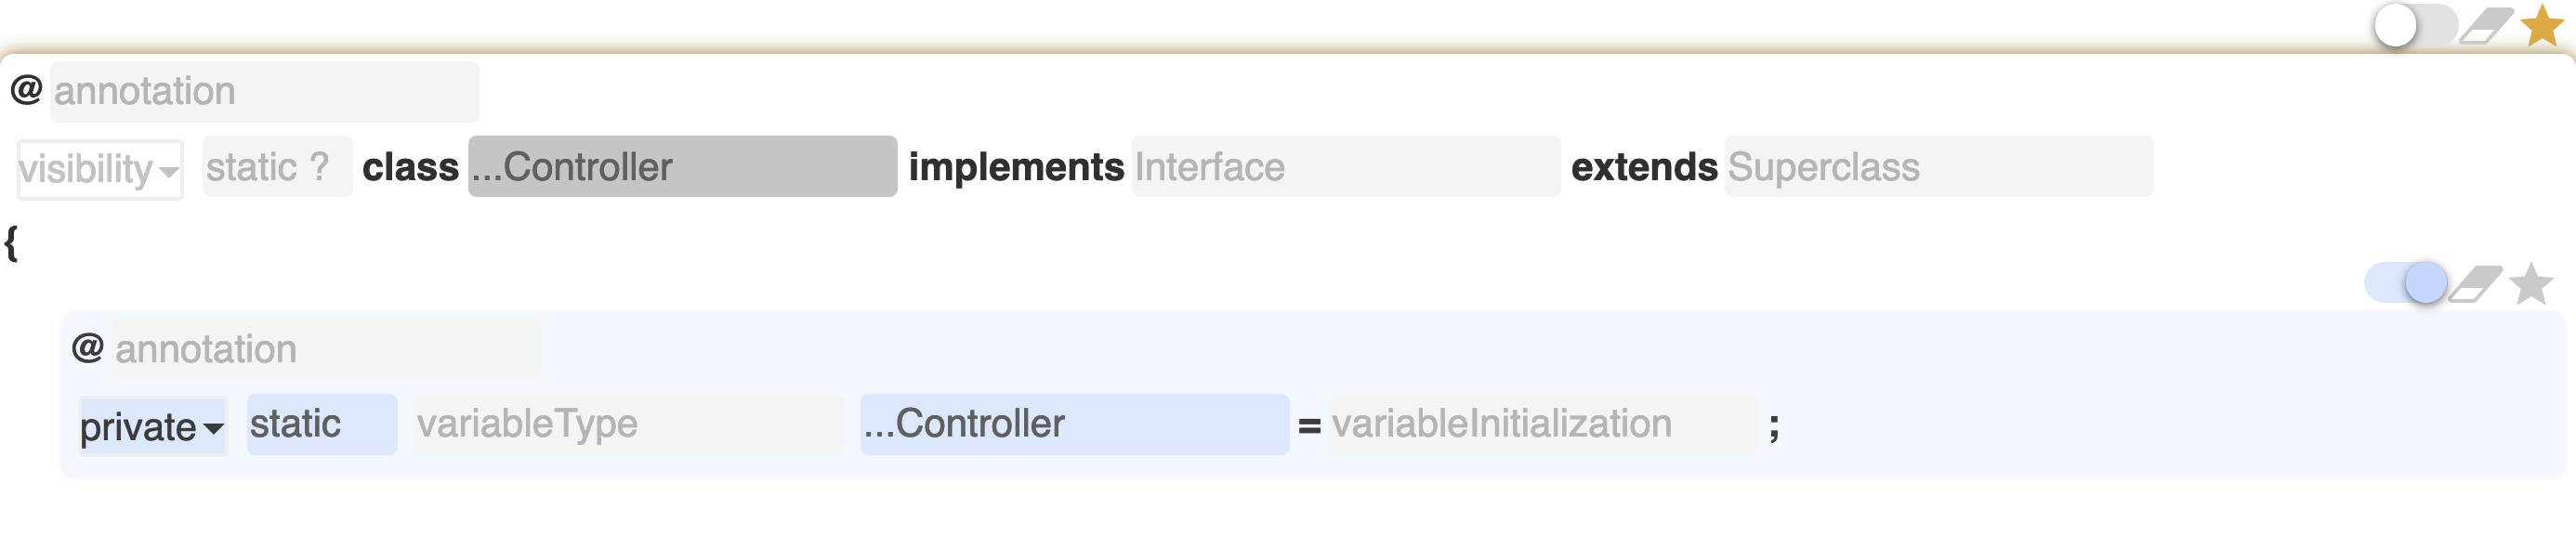 @ annotation
visibility static ? class ...Controller implements Interface extends Superclass
{
@ annotation
private static variableType ...Controller = variableInitialization ;